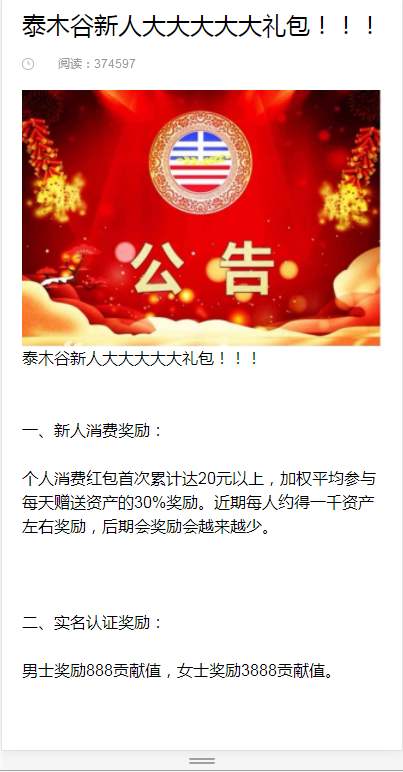 泰木谷新人大大大大大礼包！！！
阅读：374597
公告
泰木谷新人大大大大大礼包！！！
一、新人消费奖励：
个人消费红包首次累计达20元以上，加权平均参与
每天赠送资产的30%奖励。近期每人约得一千资产
左右奖励，后期会奖励会越来越少。
二、实名认证奖励：
男士奖励888贡献值，女士奖励3888贡献值。